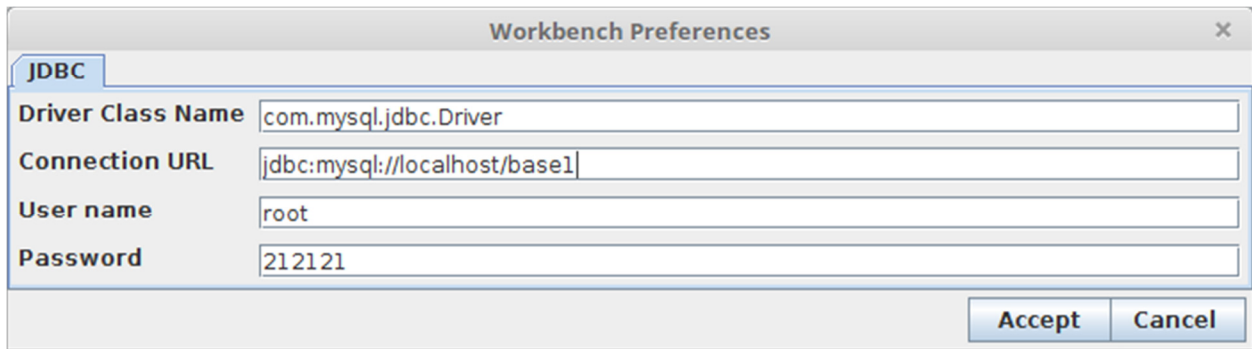 Workbench Preferences
JDBC
Driver Class Name com.mysql.jdbc.Driver
Connection URL jdbc:mysql://localhost/base1
User name root
Password 212121
Accept Cancel